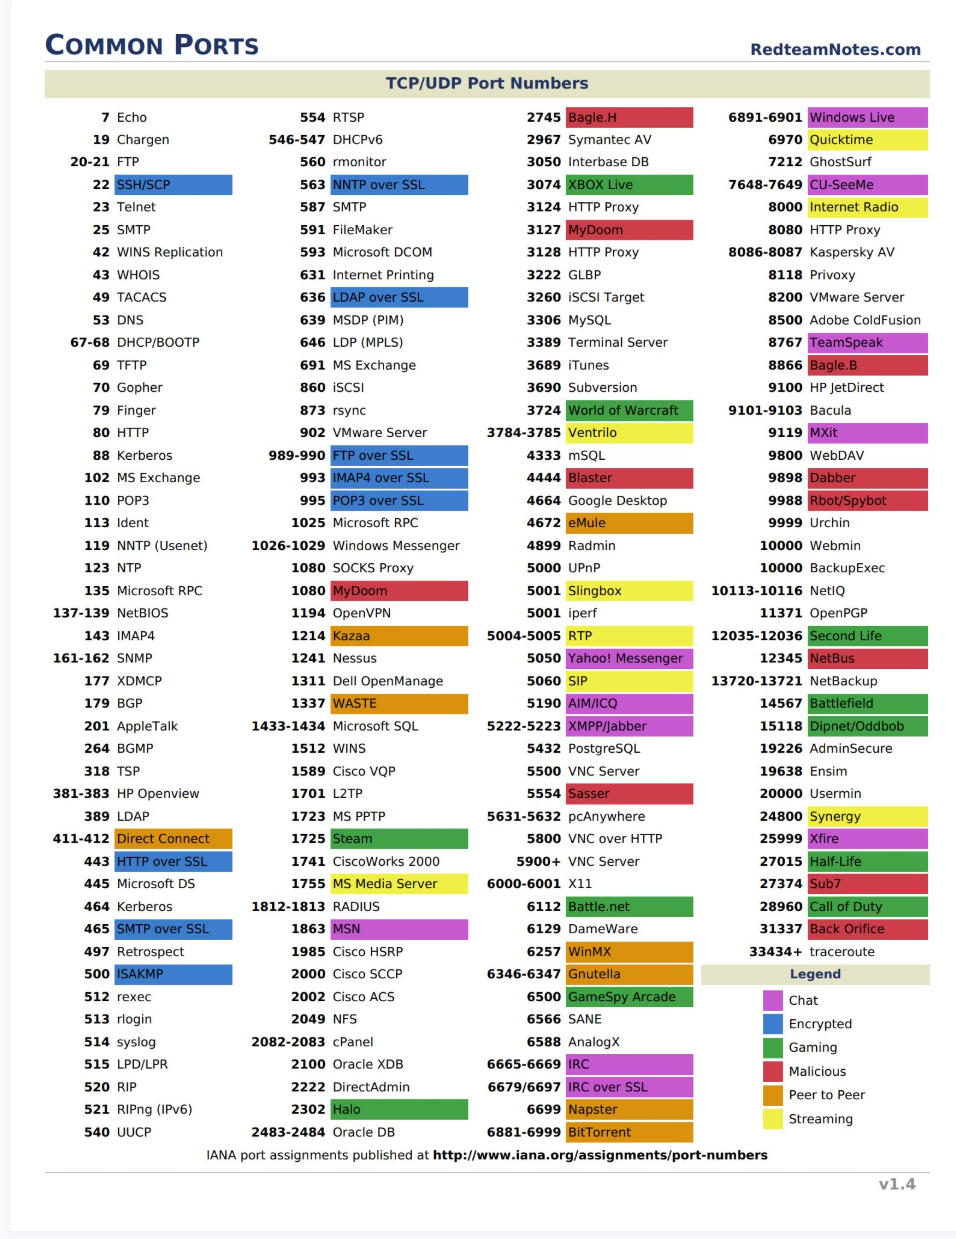 COMMON PORTS
RedteamNotes.com
TCP/UDP Port Numbers
7 Echo
19 Chargen
20-21 FTP
22 SSH/SCP
23 Telnet
25 SMTP
42 WINS Replication
43 WHOIS
49 TACACS
53 DNS
67-68 DHCP/BOOTP
69 TFTP
70 Gopher
79 Finger
80 HTTP
88 Kerberos
102 MS Exchange
110 POP3
113 Ident
119 NNTP (Usenet)
123 NTP
135 Microsoft RPC
137-139 NetBIOS
143 IMAP4
161-162 SNMP
177 XDMCP
179 BGP
201 AppleTalk
264 BGMP
318 TSP
381-383 HP Openview
389 LDAP
411-412 Direct Connect
443 HTTP over SSL
445 Microsoft DS
464 Kerberos
465 SMTP over SSL
497 Retrospect
500 ISAKMP
512 rexec
513 rlogin
514 syslog
515 LPD/LPR
520 RIP
521 RIPng (IPv6)
540 UUCP
554 RTSP
546-547 DHCPv6
560 rmonitor
563 NNTP over SSL
587 SMTP
591 FileMaker
593 Microsoft DCOM
631 Internet Printing
636 LDAP over SSL
639 MSDP (PIM)
646 LDP (MPLS)
691 MS Exchange
860 iSCSI
873 rsync
902 VMware Server
989-990 FTP over SSL
993 IMAP4 over SSL
995 POP3 over SSL
1025 Microsoft RPC
1026-1029 Windows Messenger
1080 SOCKS Proxy
1080 MyDoom
1194 OpenVPN
1214 Kazaa
1241 Nessus
1311 Dell OpenManage
1337 WASTE
1433-1434 Microsoft SQL
1512 WINS
1589 Cisco VQP
1701 L2TP
1723 MS PPTP
1725 Steam
1741 CiscoWorks 2000
1755 MS Media Server
1812-1813 RADIUS
1863 MSN
1985 Cisco HSRP
2000 Cisco SCCP
2002 Cisco ACS
2049 NFS
2082-2083 cPanel
2100 Oracle XDB
2222 DirectAdmin
2302 Halo
2483-2484 Oracle DB
2745 Bagle.H
2967 Symantec AV
3050 Interbase DB
3074 XBOX Live
3124 HTTP Proxy
3127 MyDoom
3128 HTTP Proxy
3222 GLBP
3260 iSCSI Target
3306 MySQL
3389 Terminal Server
3689 iTunes
3690 Subversion
3724 World of Warcraft
3784-3785 Ventrilo
4333 mSQL
4444 Blaster
4664 Google Desktop
4672 eMule
4899 Radmin
5000 UPnP
5001 Slingbox
5001 iperf
5004-5005 RTP
5050 Yahoo! Messenger
5060 SIP
5190 AIM/ICQ
5222-5223 XMPP/Jabber
5432 PostgreSQL
5500 VNC Server
5554 Sasser
5631-5632 pcAnywhere
5800 VNC over HTTP
5900+ VNC Server
6000-6001 X11
6112 Battle.net
6129 DameWare
6257 WinMX
6346-6347 Gnutella
6500 GameSpy Arcade
6566 SANE
6588 AnalogX
6665-6669 IRC
6679/6697 IRC over SSL
6699 Napster
6881-6999 BitTorrent
6891-6901 Windows Live
6970 Quicktime
7212 GhostSurf
7648-7649 CU-SeeMe
8000 Internet Radio
8080 HTTP Proxy
8086-8087 Kaspersky AV
8118 Privoxy
8200 VMware Server
8500 Adobe ColdFusion
8767 TeamSpeak
8866 Bagle.B
9100 HP JetDirect
9101-9103 Bacula
9119 MXit
9800 WebDAV
9898 Dabber
9988 Rbot/Spybot
9999 Urchin
10000 Webmin
10000 BackupExec
10113-10116 NetIQ
11371 OpenPGP
12035-12036 Second Life
12345 NetBus
13720-13721 NetBackup
14567 Battlefield
15118 Dipnet/Oddbob
19226 AdminSecure
19638 Ensim
20000 Usermin
24800 Synergy
25999 Xfire
27015 Half-Life
27374 Sub7
28960 Call of Duty
31337 Back Orifice
33434+ traceroute
Legend
Chat
Encrypted
Gaming
Malicious
Peer to Peer
Streaming
IANA port assignments published at http://www.iana.org/assignments/port-numbers
v1.4